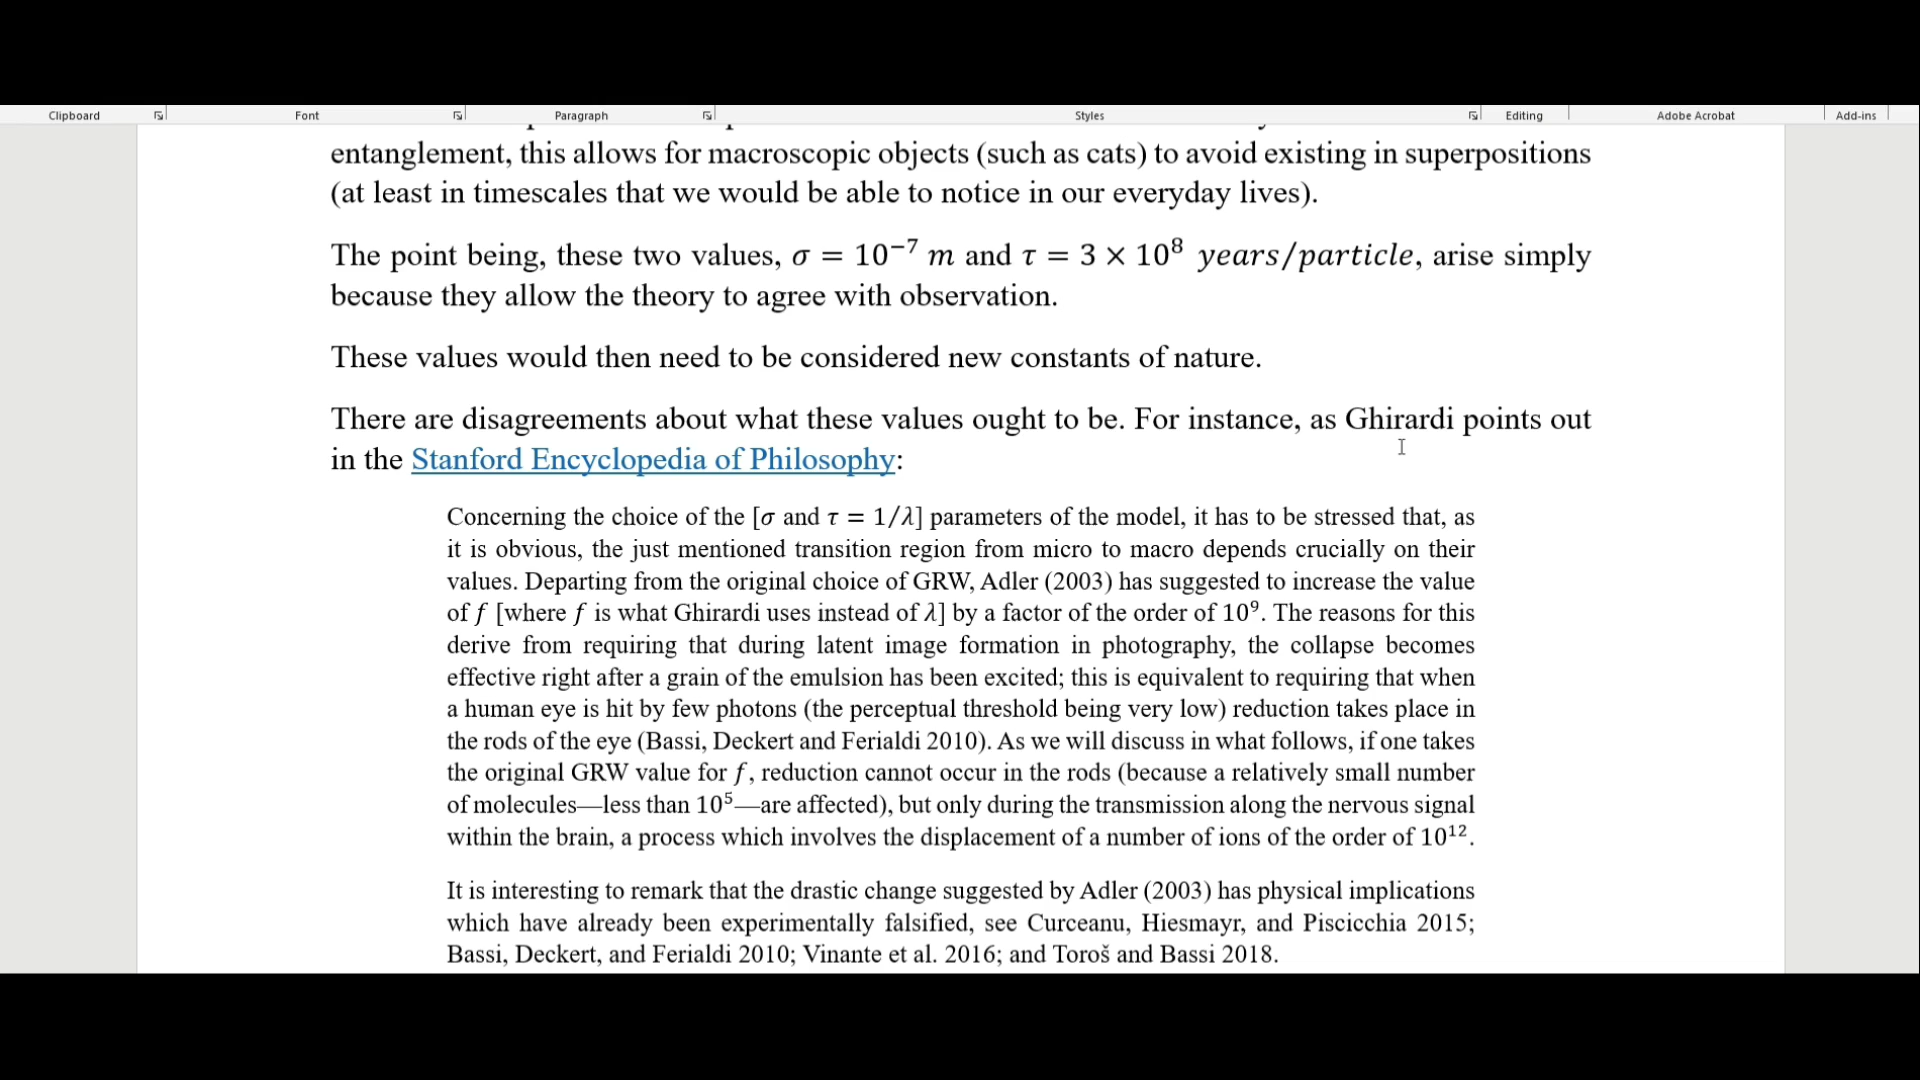 Clipboard Font Paragraph Styles Editing Adobe Acrobat Add-ins
entanglement, this allows for macroscopic objects (such as cats) to avoid existing in superpositions
(at least in timescales that we would be able to notice in our everyday lives).
The point being, these two values, σ = 10⁻⁷ m and τ = 3 × 10⁸ years/particle, arise simply
because they allow the theory to agree with observation.
These values would then need to be considered new constants of nature.
There are disagreements about what these values ought to be. For instance, as Ghirardi points out
in the Stanford Encyclopedia of Philosophy:
Concerning the choice of the [σ and τ = 1/λ] parameters of the model, it has to be stressed that, as
it is obvious, the just mentioned transition region from micro to macro depends crucially on their
values. Departing from the original choice of GRW, Adler (2003) has suggested to increase the value
of f [where f is what Ghirardi uses instead of λ] by a factor of the order of 10⁹. The reasons for this
derive from requiring that during latent image formation in photography, the collapse becomes
effective right after a grain of the emulsion has been excited; this is equivalent to requiring that when
a human eye is hit by few photons (the perceptual threshold being very low) reduction takes place in
the rods of the eye (Bassi, Deckert and Ferialdi 2010). As we will discuss in what follows, if one takes
the original GRW value for f, reduction cannot occur in the rods (because a relatively small number
of molecules—less than 10⁵—are affected), but only during the transmission along the nervous signal
within the brain, a process which involves the displacement of a number of ions of the order of 10¹².
It is interesting to remark that the drastic change suggested by Adler (2003) has physical implications
which have already been experimentally falsified, see Curceanu, Hiesmayr, and Piscicchia 2015;
Bassi, Deckert, and Ferialdi 2010; Vinante et al. 2016; and Toroš and Bassi 2018.